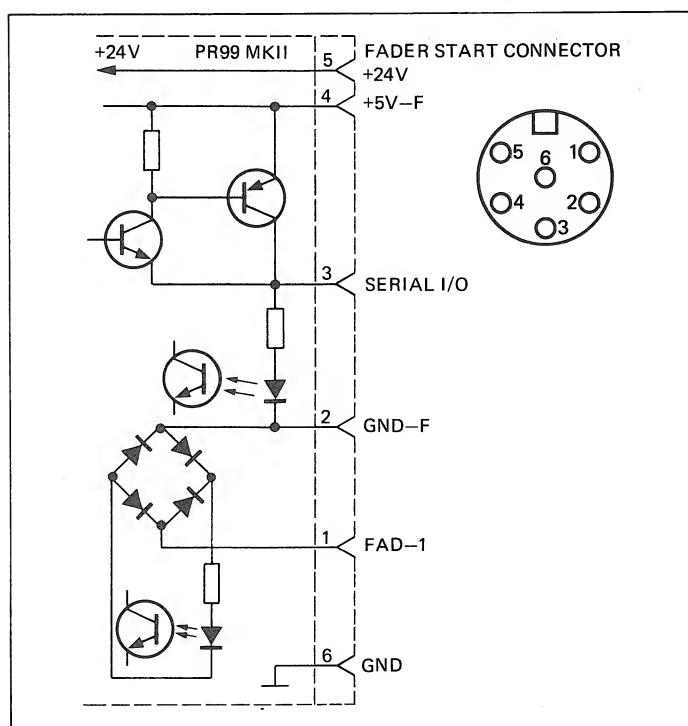 +24V PR99 MKII 5 FADER START CONNECTOR
+24V
4 +5V–F
5 6 1
4 2
3
3 SERIAL I/O
2 GND–F
1 FAD–1
6 GND